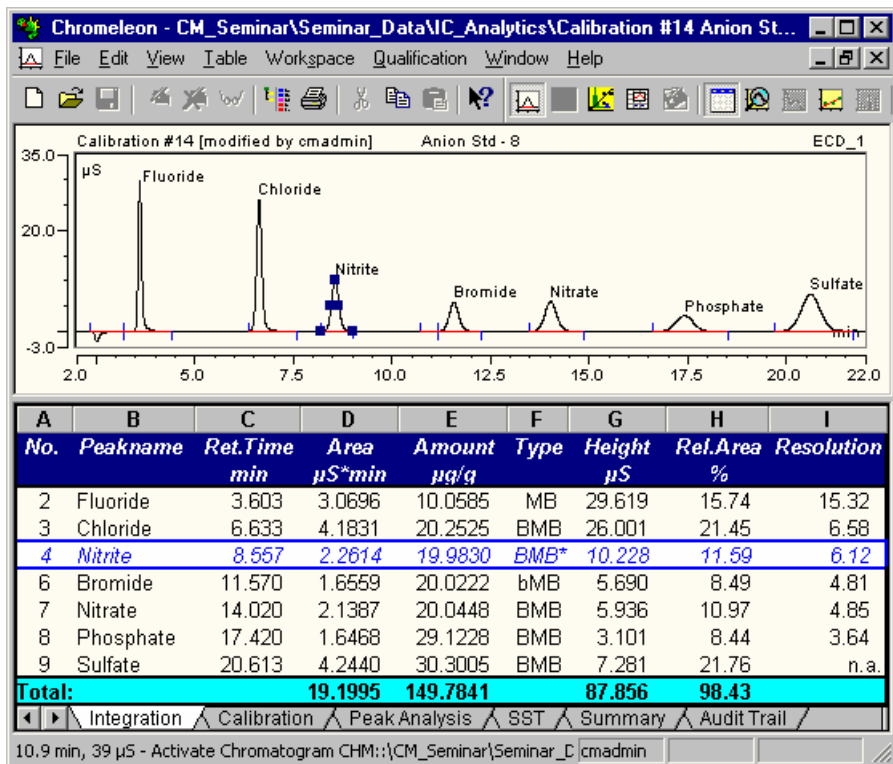 Chromeleon - CM_Seminar\Seminar_Data\IC_Analytics\Calibration #14 Anion St...
File Edit View Table Workspace Qualification Window Help
Calibration #14 [modified by cmadmin] Anion Std - 8 ECD_1
35.0
µS
Fluoride
Chloride
20.0
Nitrite
Bromide
Nitrate
Phosphate
Sulfate
min
-3.0
2.0 5.0 7.5 10.0 12.5 15.0 17.5 20.0 22.0
A B C D E F G H I
No. Peakname Ret.Time Area Amount Type Height Rel.Area Resolution
min µS*min µg/g µS %
2 Fluoride 3.603 3.0696 10.0585 MB 29.619 15.74 15.32
3 Chloride 6.633 4.1831 20.2525 BMB 26.001 21.45 6.58
4 Nitrite 8.557 2.2614 19.9830 BMB* 10.228 11.59 6.12
6 Bromide 11.570 1.6559 20.0222 bMB 5.690 8.49 4.81
7 Nitrate 14.020 2.1387 20.0448 BMB 5.936 10.97 4.85
8 Phosphate 17.420 1.6468 29.1228 BMB 3.101 8.44 3.64
9 Sulfate 20.613 4.2440 30.3005 BMB 7.281 21.76 n.a.
Total: 19.1995 149.7841 87.856 98.43
Integration Calibration Peak Analysis SST Summary Audit Trail
10.9 min, 39 µS - Activate Chromatogram CHM::\CM_Seminar\Seminar_D cmadmin